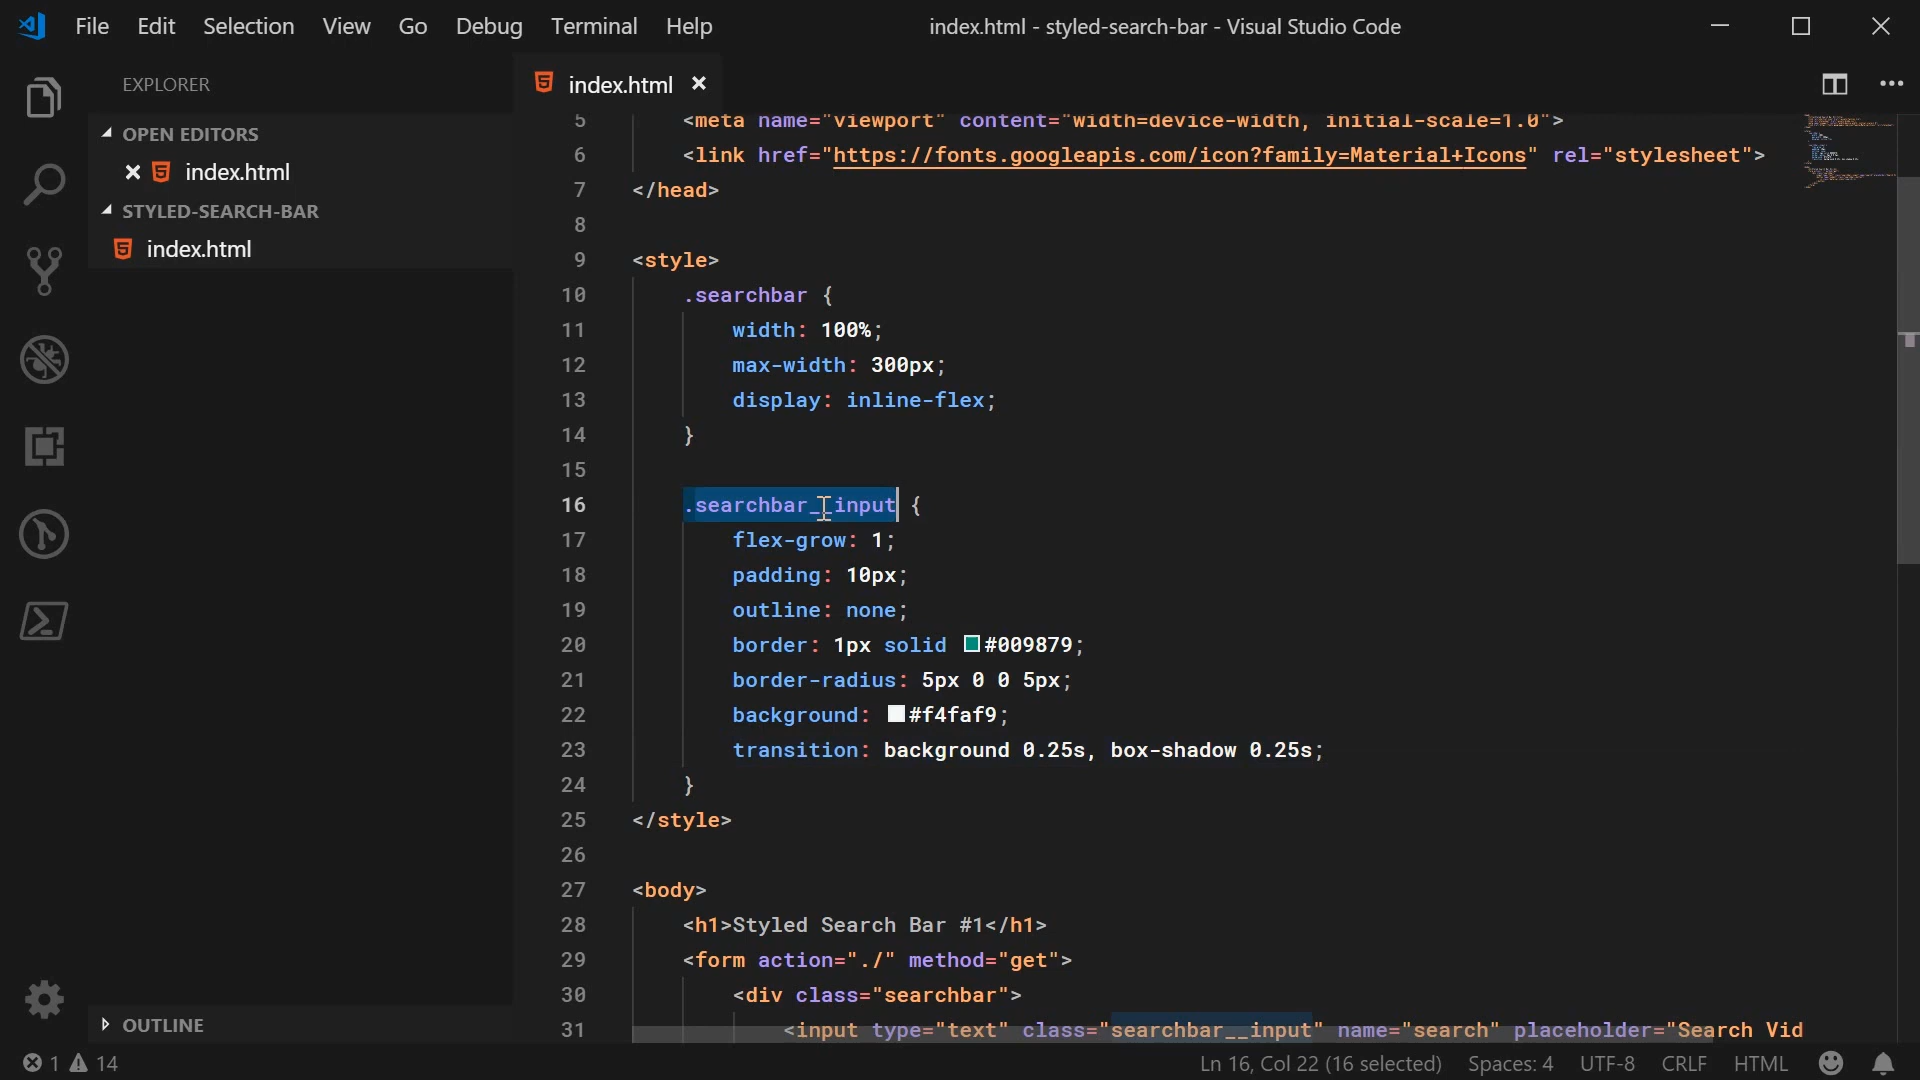 File Edit Selection View Go Debug Terminal Help
index.html - styled-search-bar - Visual Studio Code
EXPLORER
OPEN EDITORS
index.html
STYLED-SEARCH-BAR
index.html
OUTLINE
index.html
5 <meta name="viewport" content="width=device-width, initial-scale=1.0">
6 <link href="https://fonts.googleapis.com/icon?family=Material+Icons" rel="stylesheet">
7 </head>
8
9 <style>
10 .searchbar {
11 width: 100%;
12 max-width: 300px;
13 display: inline-flex;
14 }
15
16 .searchbar__input {
17 flex-grow: 1;
18 padding: 10px;
19 outline: none;
20 border: 1px solid #009879;
21 border-radius: 5px 0 0 5px;
22 background: #f4faf9;
23 transition: background 0.25s, box-shadow 0.25s;
24 }
25 </style>
26
27 <body>
28 <h1>Styled Search Bar #1</h1>
29 <form action="./" method="get">
30 <div class="searchbar">
31 <input type="text" class="searchbar__input" name="search" placeholder="Search Vid
1 14
Ln 16, Col 22 (16 selected) Spaces: 4 UTF-8 CRLF HTML